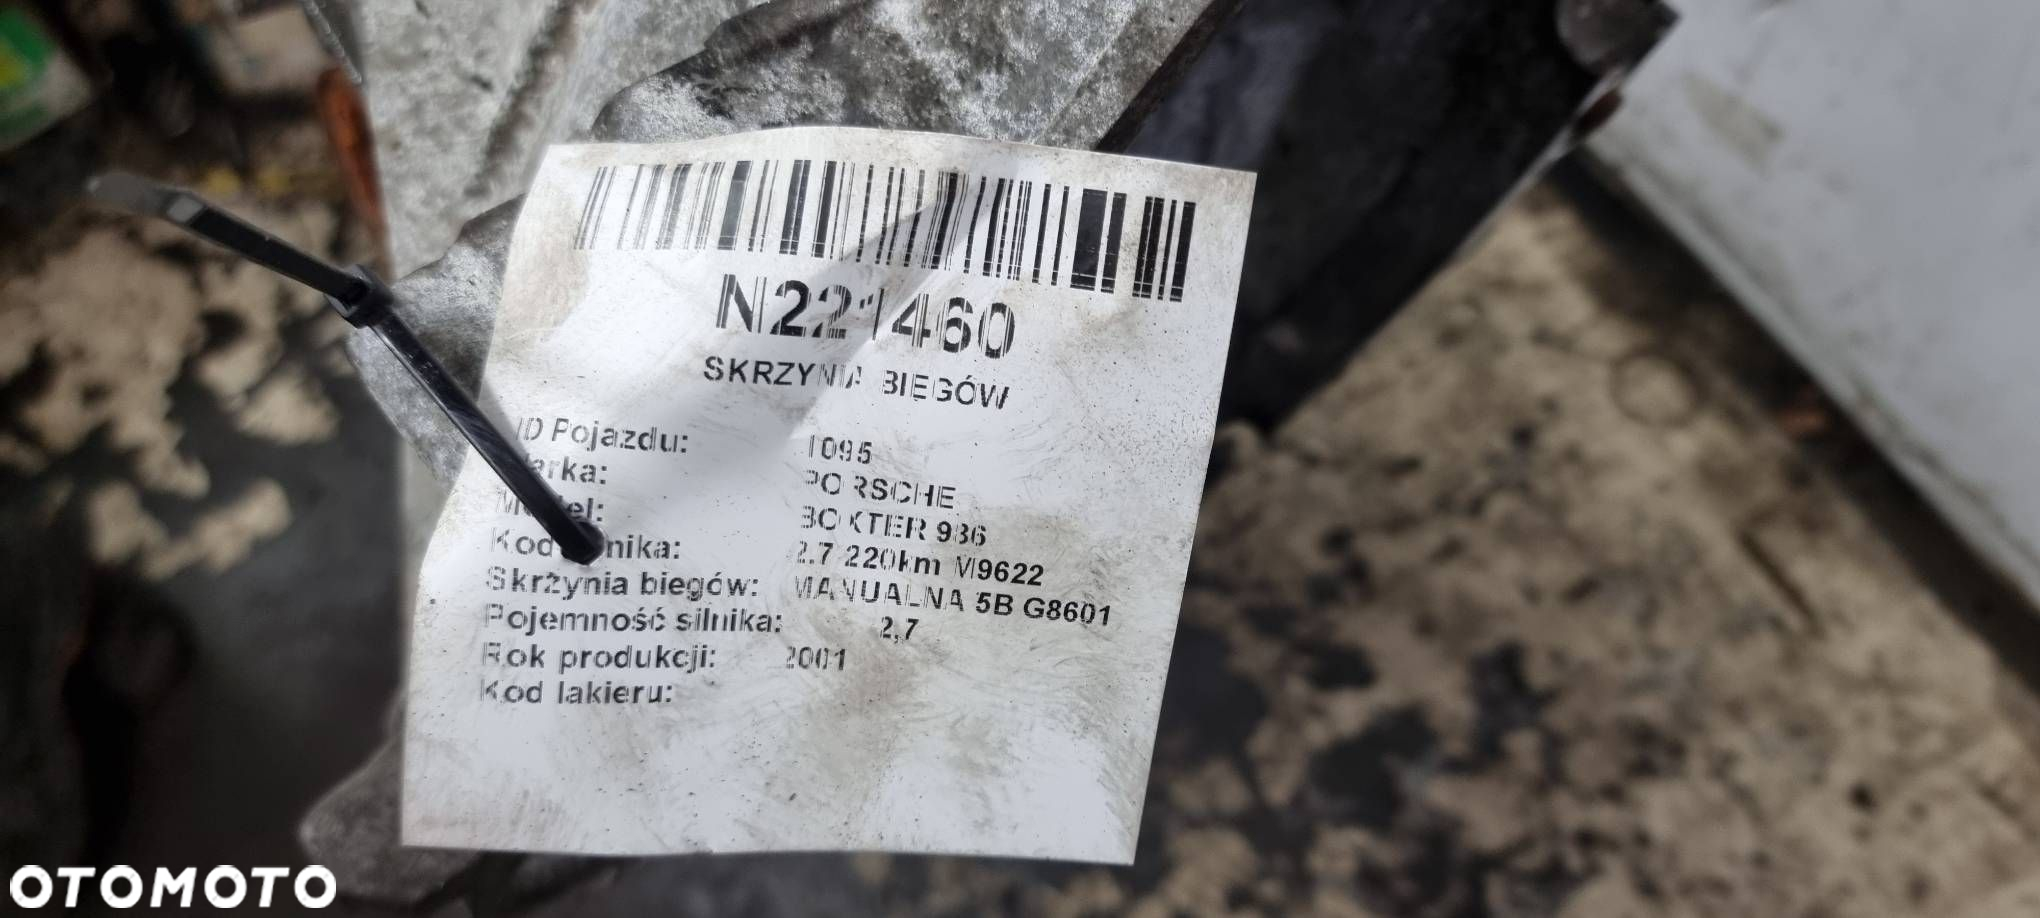 N221460
SKRZYNIA BIEGÓW
ID Pojazdu: 1095
Marka: PORSCHE
Model: BOXTER 986
Kod silnika: 2.7 220km M9622
Skrzynia biegów: MANUALNA 5B G8601
Pojemność silnika: 2,7
Rok produkcji: 2001
Kod lakieru:
OTOMOTO